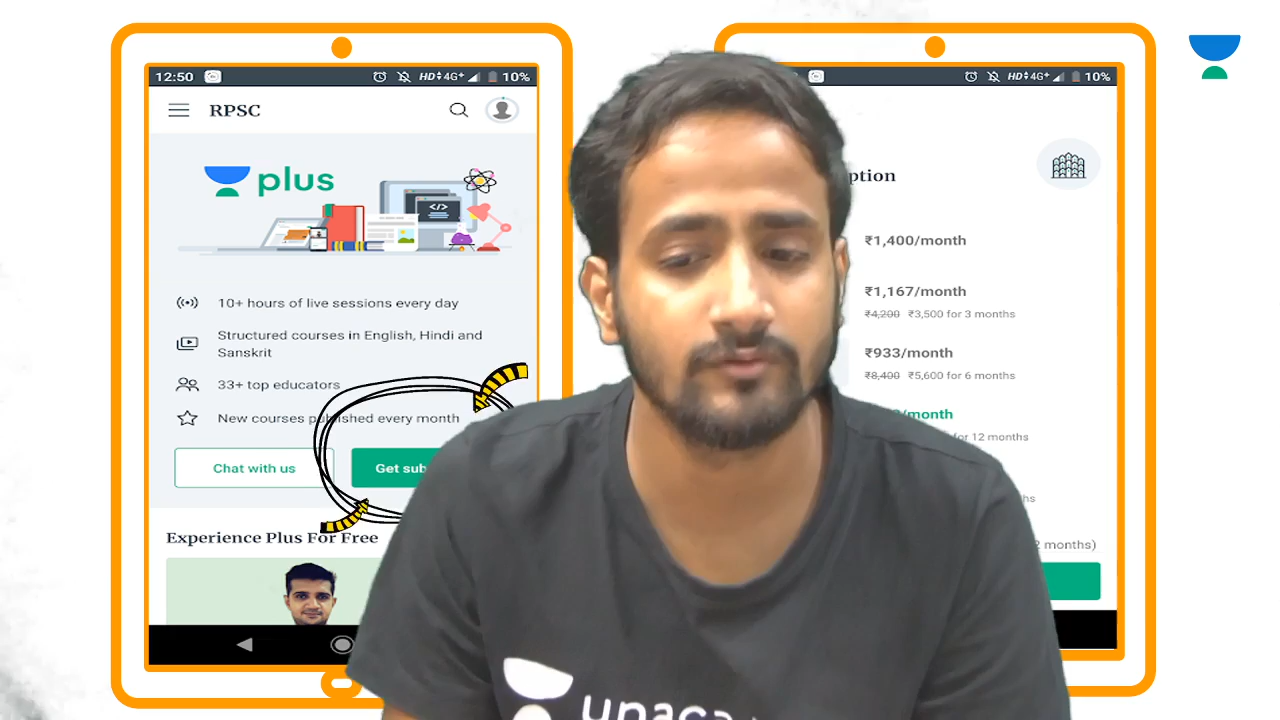 12:50
HD 4G+ 10%
RPSC
plus
10+ hours of live sessions every day
Structured courses in English, Hindi and
Sanskrit
33+ top educators
New courses published every month
Chat with us
Get sub
Experience Plus For Free
HD 4G+ 10%
ption
₹1,400/month
₹1,167/month
₹4,200 ₹3,500 for 3 months
₹933/month
₹8,400 ₹5,600 for 6 months
/month
for 12 months
hs
2 months)
unaca